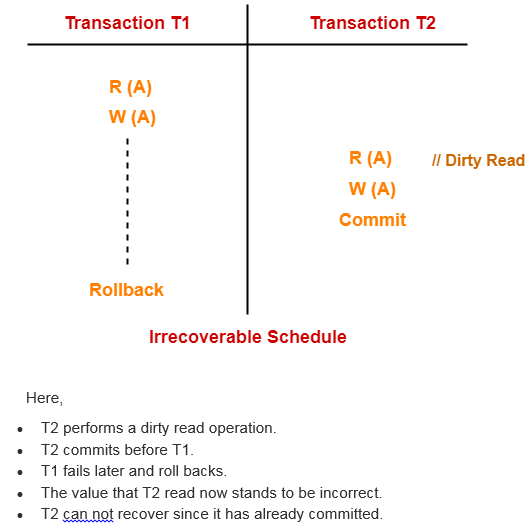 Transaction T1 Transaction T2
R (A)
W (A)
R (A) // Dirty Read
W (A)
Commit
Rollback
Irrecoverable Schedule
Here,
• T2 performs a dirty read operation.
• T2 commits before T1.
• T1 fails later and roll backs.
• The value that T2 read now stands to be incorrect.
• T2 can not recover since it has already committed.